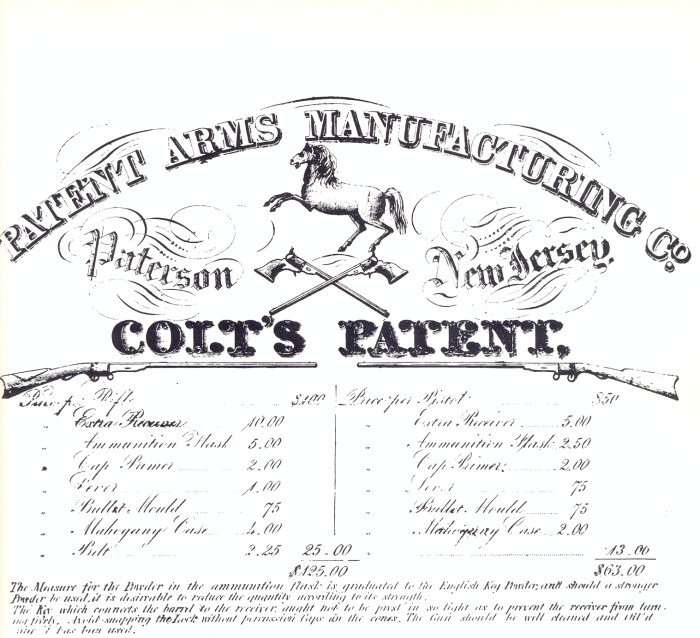 PATENT ARMS MANUFACTURING Co
Paterson New Jersey.
COLT'S PATENT.
Price per Rifle $100 Price per Pistol $50
" Extra Receiver 10.00 " Extra Receiver 5.00
" Ammunition Flask 5.00 " Ammunition Flask 2.50
" Cap Primer 2.00 " Cap Primer 2.00
" Lever 1.00 " Lever 75
" Bullet Mould 75 " Bullet Mould 75
" Mahogany Case 4.00 " Mahogany Case 2.00
" Belt 2.25 25.00 " 13.00
$125.00 $63.00
The Measure for the Powder in the ammunition flask is graduated to the English Keg Powder, and should a stronger
Powder be used, it is desirable to reduce the quantity according to its strength.
The Key which connects the barrel to the receiver, ought not to be prest in so tight as to prevent the receiver from turn-
ing freely. Avoid snapping the Lock without percussion Caps on the cones. The Gun should be well cleaned and oil'd
after it has been used.